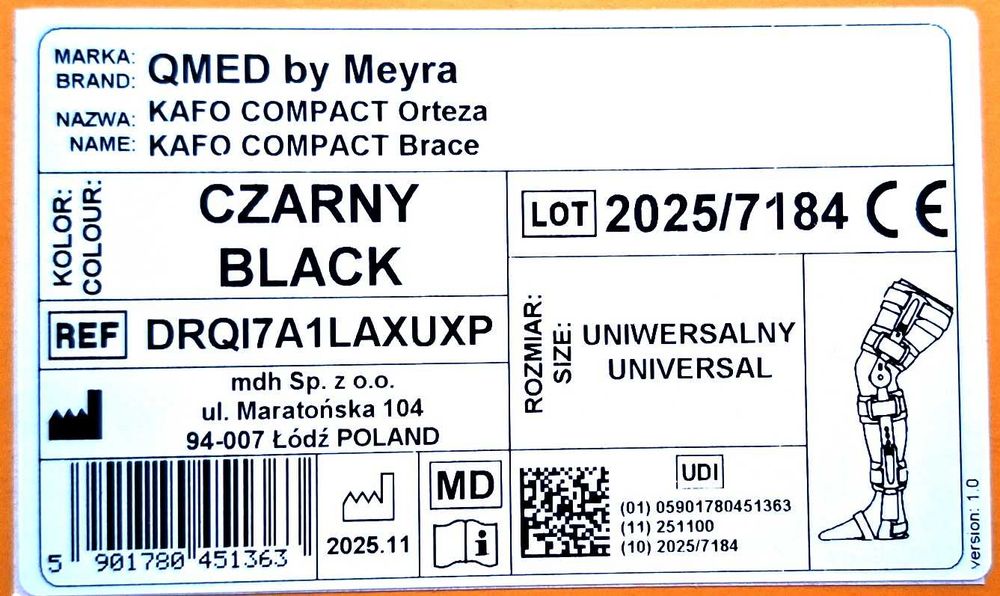 MARKA:
BRAND:
QMED by Meyra
NAZWA:
KAFO COMPACT Orteza
NAME:
KAFO COMPACT Brace
KOLOR:
COLOUR:
CZARNY
BLACK
LOT 2025/7184 CE
REF DRQI7A1LAXUXP
ROZMIAR:
SIZE:
UNIWERSALNY
UNIVERSAL
mdh Sp. z o.o.
ul. Maratońska 104
94-007 Łódź POLAND
5 901780 451363
2025.11
MD
i
UDI
(01) 05901780451363
(11) 251100
(10) 2025/7184
version: 1.0